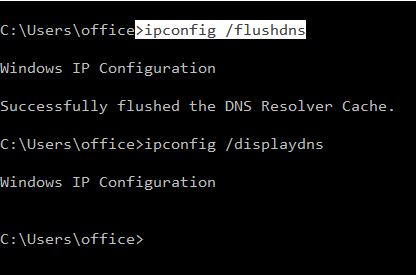 C:\Users\office>ipconfig /flushdns
Windows IP Configuration
Successfully flushed the DNS Resolver Cache.
C:\Users\office>ipconfig /displaydns
Windows IP Configuration
C:\Users\office>